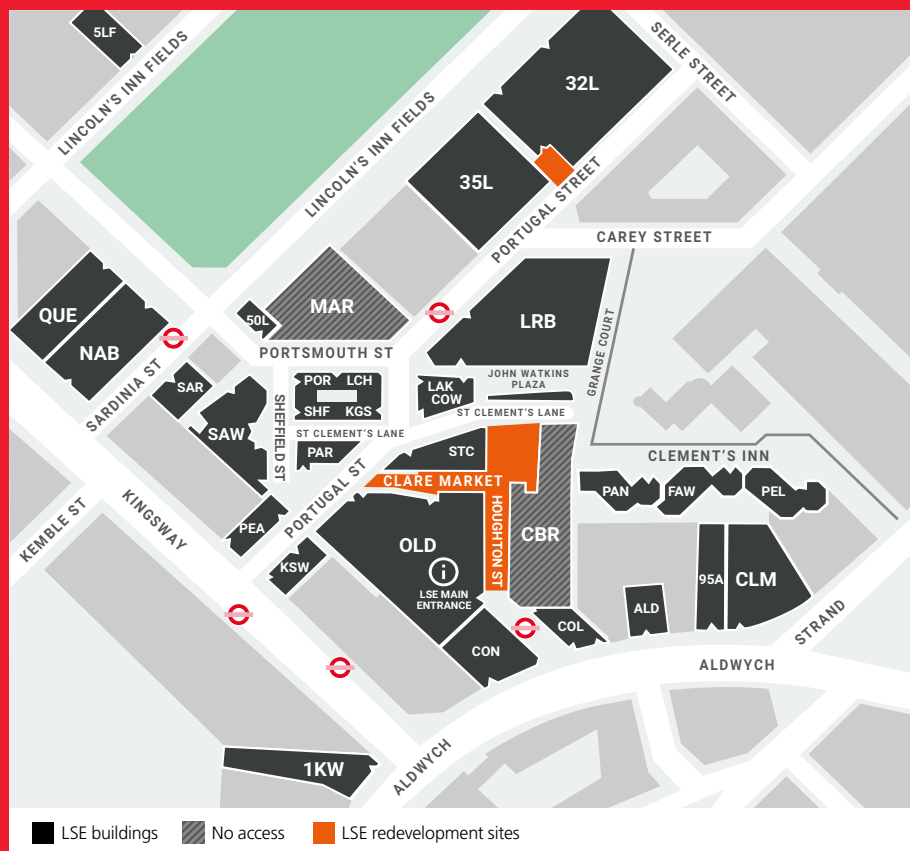 5LF
LINCOLN'S INN FIELDS
SERLE STREET
32L
LINCOLN'S INN FIELDS
35L
PORTUGAL STREET
CAREY STREET
MAR
50L
QUE
NAB
LRB
GRANGE COURT
PORTSMOUTH ST
SARDINIA ST
JOHN WATKINS
PLAZA
SAR
POR LCH
SHF KGS
LAK
COW
ST CLEMENT'S LANE
SAW
SHEFFIELD ST
ST CLEMENT'S LANE
PAR
STC
CLEMENT'S INN
PORTUGAL ST
CLARE MARKET
PAN
FAW
PEL
KINGSWAY
KEMBLE ST
PEA
HOUGHTON ST
CBR
OLD
KSW
LSE MAIN
ENTRANCE
95A
CLM
ALD
COL
STRAND
CON
ALDWYCH
1KW
ALDWYCH
LSE buildings
No access
LSE redevelopment sites